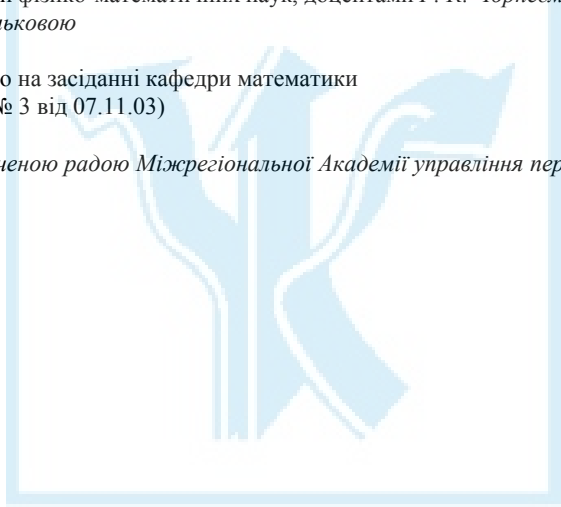 фізико-математичних наук, доцентами
ьковою
о на засіданні кафедри математики
№ 3 від 07.11.03)
ченою радою Міжрегіональної Академії управління пер